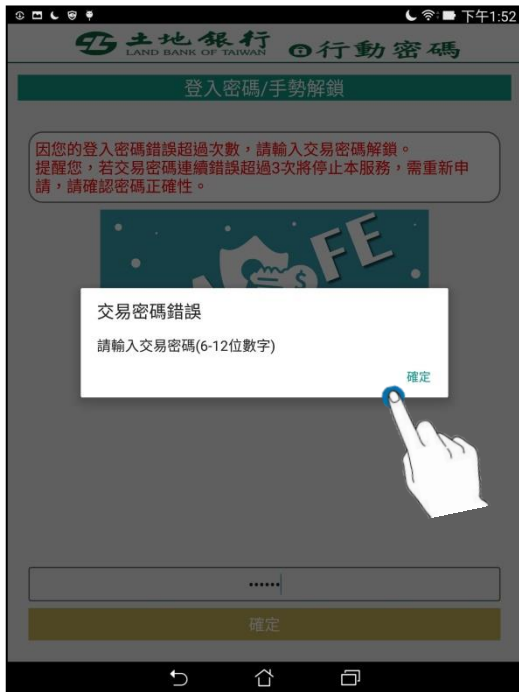 下午1:52
土地銀行
LAND BANK OF TAIWAN
行動密碼
登入密碼/手勢解鎖
因您的登入密碼錯誤超過次數，請輸入交易密碼解鎖。
提醒您，若交易密碼連續錯誤超過3次將停止本服務，需重新申
請，請確認密碼正確性。
FE
交易密碼錯誤
請輸入交易密碼(6-12位數字)
確定
••••••
確定